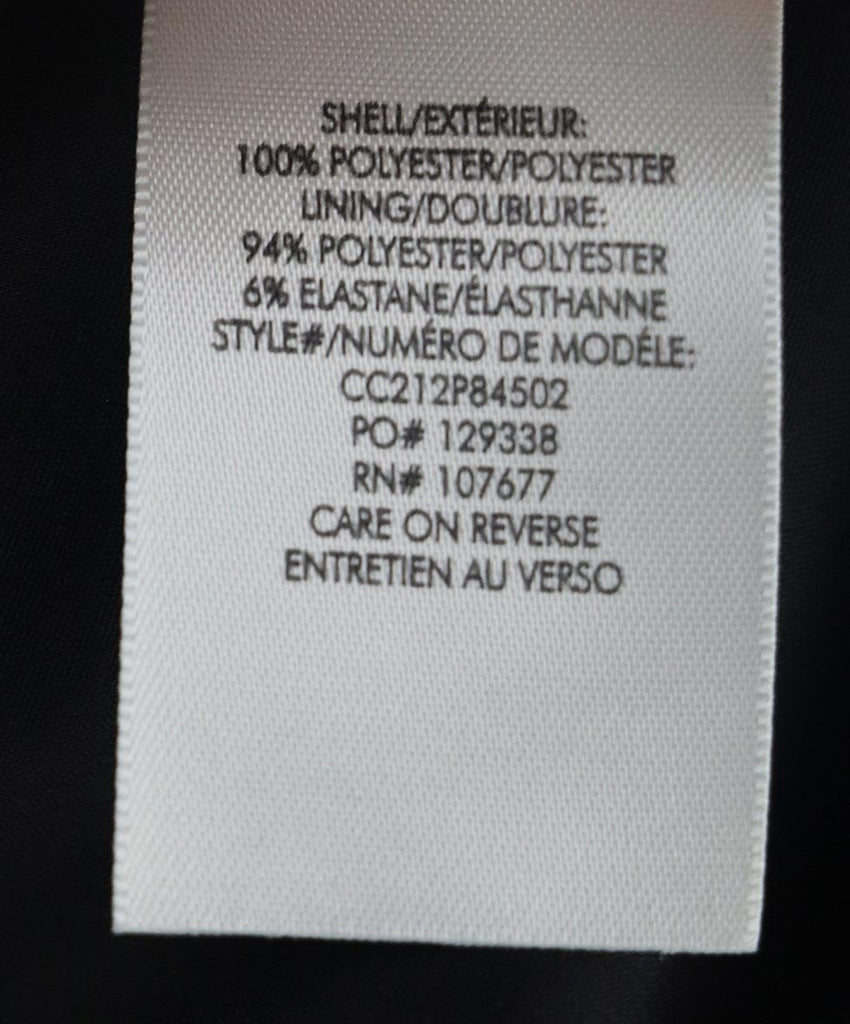 SHELL/EXTÉRIEUR:
100% POLYESTER/POLYESTER
LINING/DOUBLURE:
94% POLYESTER/POLYESTER
6% ELASTANE/ÉLASTHANNE
STYLE#/NUMÉRO DE MODÉLE:
CC212P84502
PO# 129338
RN# 107677
CARE ON REVERSE
ENTRETIEN AU VERSO